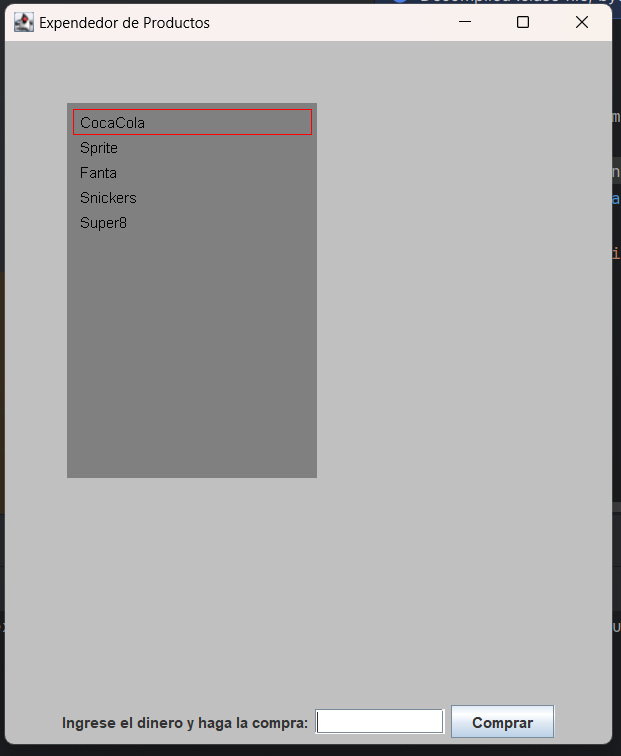 Expendedor de Productos
CocaCola
Sprite
Fanta
Snickers
Super8
Ingrese el dinero y haga la compra:
Comprar